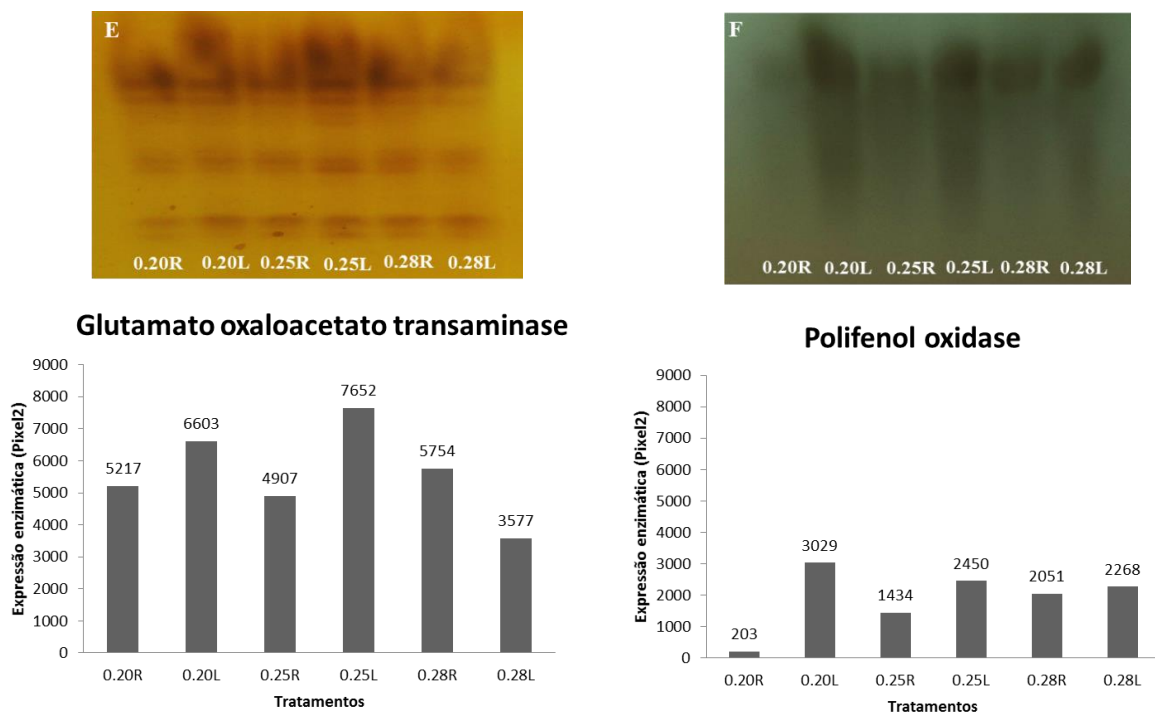 E
0.20R 0.20L 0.25R 0.25L 0.28R 0.28L
Glutamato oxaloacetato transaminase
Expressão enzimática (Pixel2)
9000
8000
7000
6000
5000
4000
3000
2000
1000
0
5217
6603
4907
7652
5754
3577
0.20R 0.20L 0.25R 0.25L 0.28R 0.28L
Tratamentos
F
0.20R 0.20L 0.25R 0.25L 0.28R 0.28L
Polifenol oxidase
Expressão enzimática (Pixel2)
9000
8000
7000
6000
5000
4000
3000
2000
1000
0
203
3029
1434
2450
2051
2268
0.20R 0.20L 0.25R 0.25L 0.28R 0.28L
Tratamentos